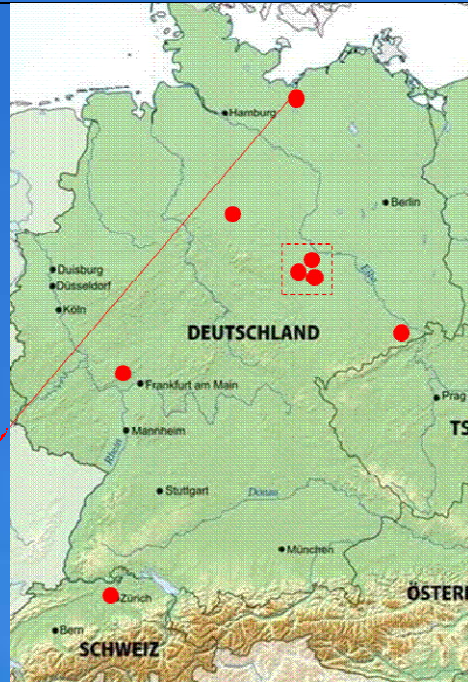 Hamburg
Berlin
Elbe
Duisburg
Düsseldorf
Köln
DEUTSCHLAND
Frankfurt am Main
Prag
TS
Mannheim
Rhein
Stuttgart
Donau
München
Zürich
ÖSTERR
Bern
SCHWEIZ